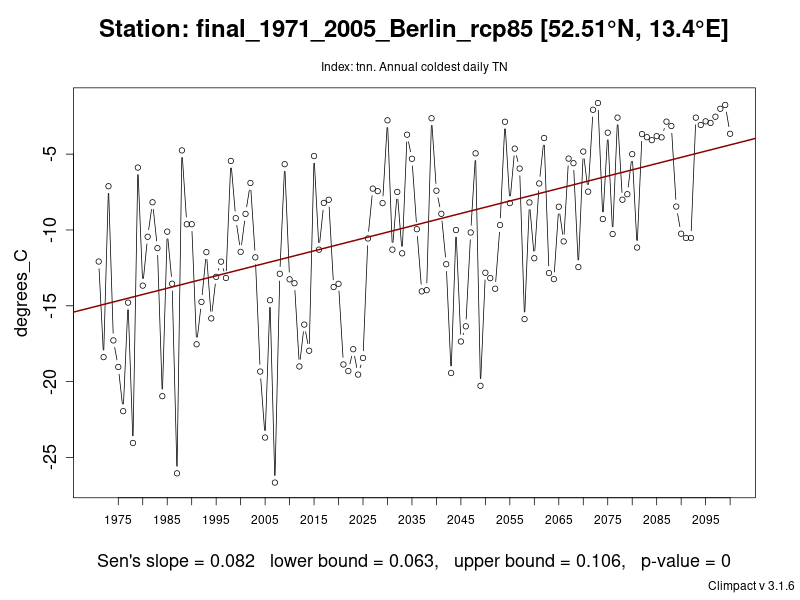 Station: final_1971_2005_Berlin_rcp85 [52.51°N, 13.4°E]
Index: tnn. Annual coldest daily TN
degrees_C
-5
-10
-15
-20
-25
1975 1985 1995 2005 2015 2025 2035 2045 2055 2065 2075 2085 2095
Sen's slope = 0.082 lower bound = 0.063, upper bound = 0.106, p-value = 0
Climpact v 3.1.6